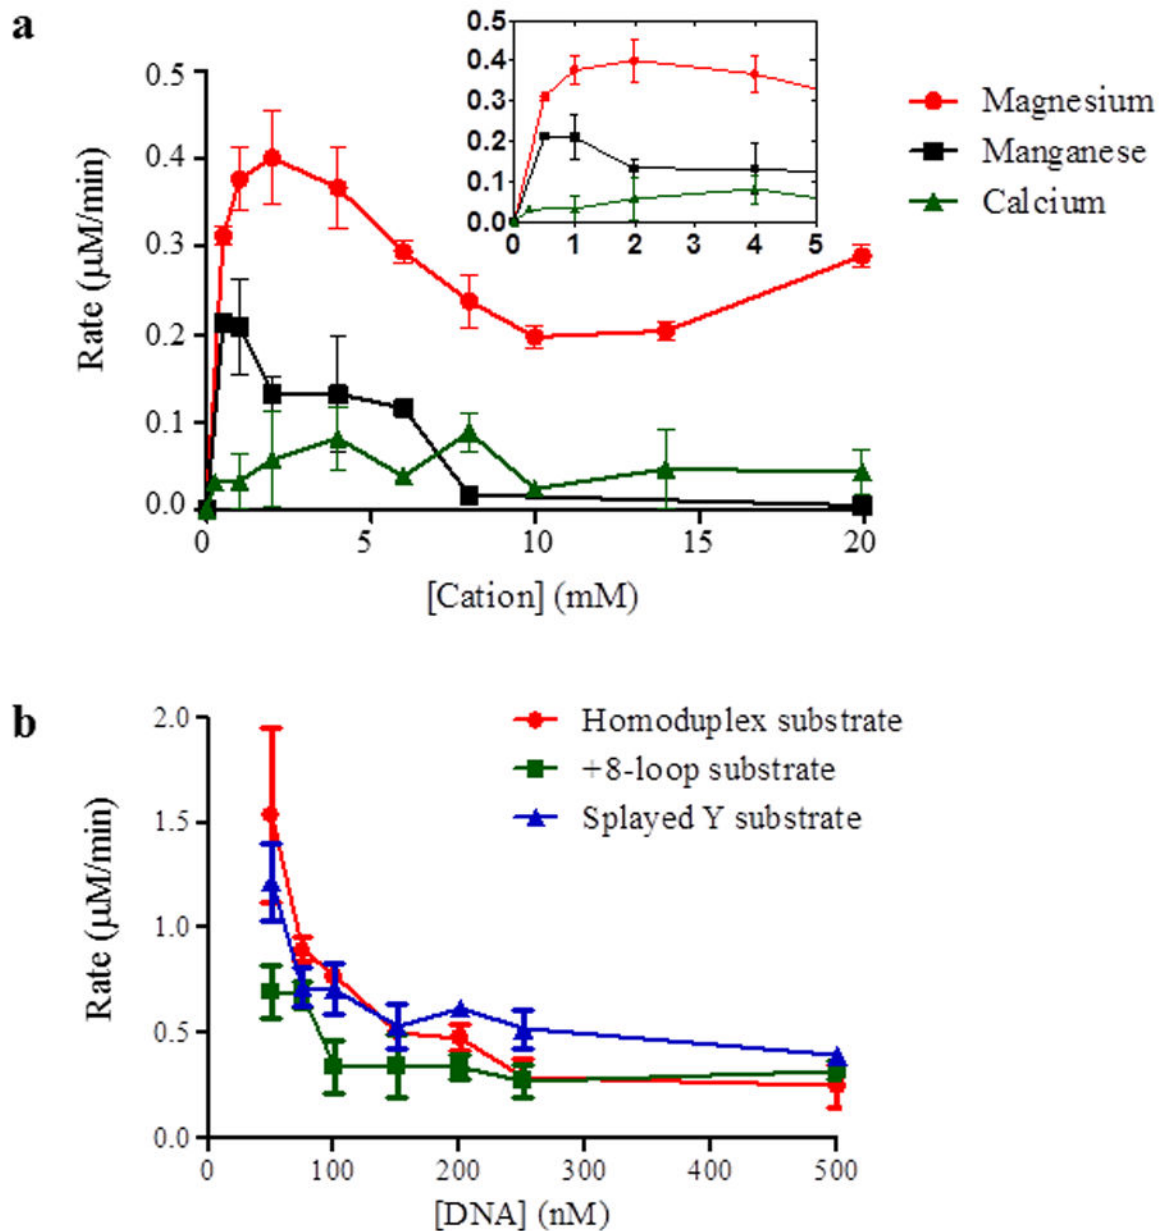 a
0.5
0.4
0.3
0.2
0.1
0.0
Rate (μM/min)
0 5 10 15 20
[Cation] (mM)
0.5
0.4
0.3
0.2
0.1
0.0
0 1 2 3 4 5
Magnesium
Manganese
Calcium
b
2.0
1.5
1.0
0.5
0.0
Rate (μM/min)
0 100 200 300 400 500
[DNA] (nM)
Homoduplex substrate
+8-loop substrate
Splayed Y substrate